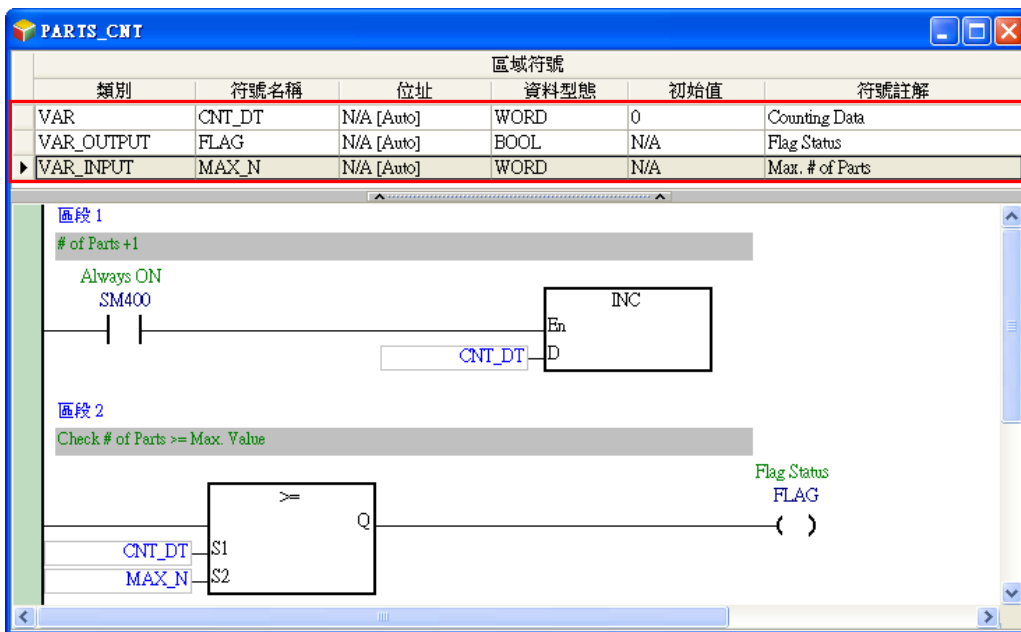 PARTS_CNT
區域符號
類別 符號名稱 位址 資料型態 初始值 符號註解
VAR CNT_DT N/A [Auto] WORD 0 Counting Data
VAR_OUTPUT FLAG N/A [Auto] BOOL N/A Flag Status
VAR_INPUT MAX_N N/A [Auto] WORD N/A Max. # of Parts
區段 1
# of Parts +1
Always ON
SM400
INC
En
CNT_DT D
區段 2
Check # of Parts >= Max. Value
Flag Status
>= FLAG
Q
CNT_DT S1
MAX_N S2